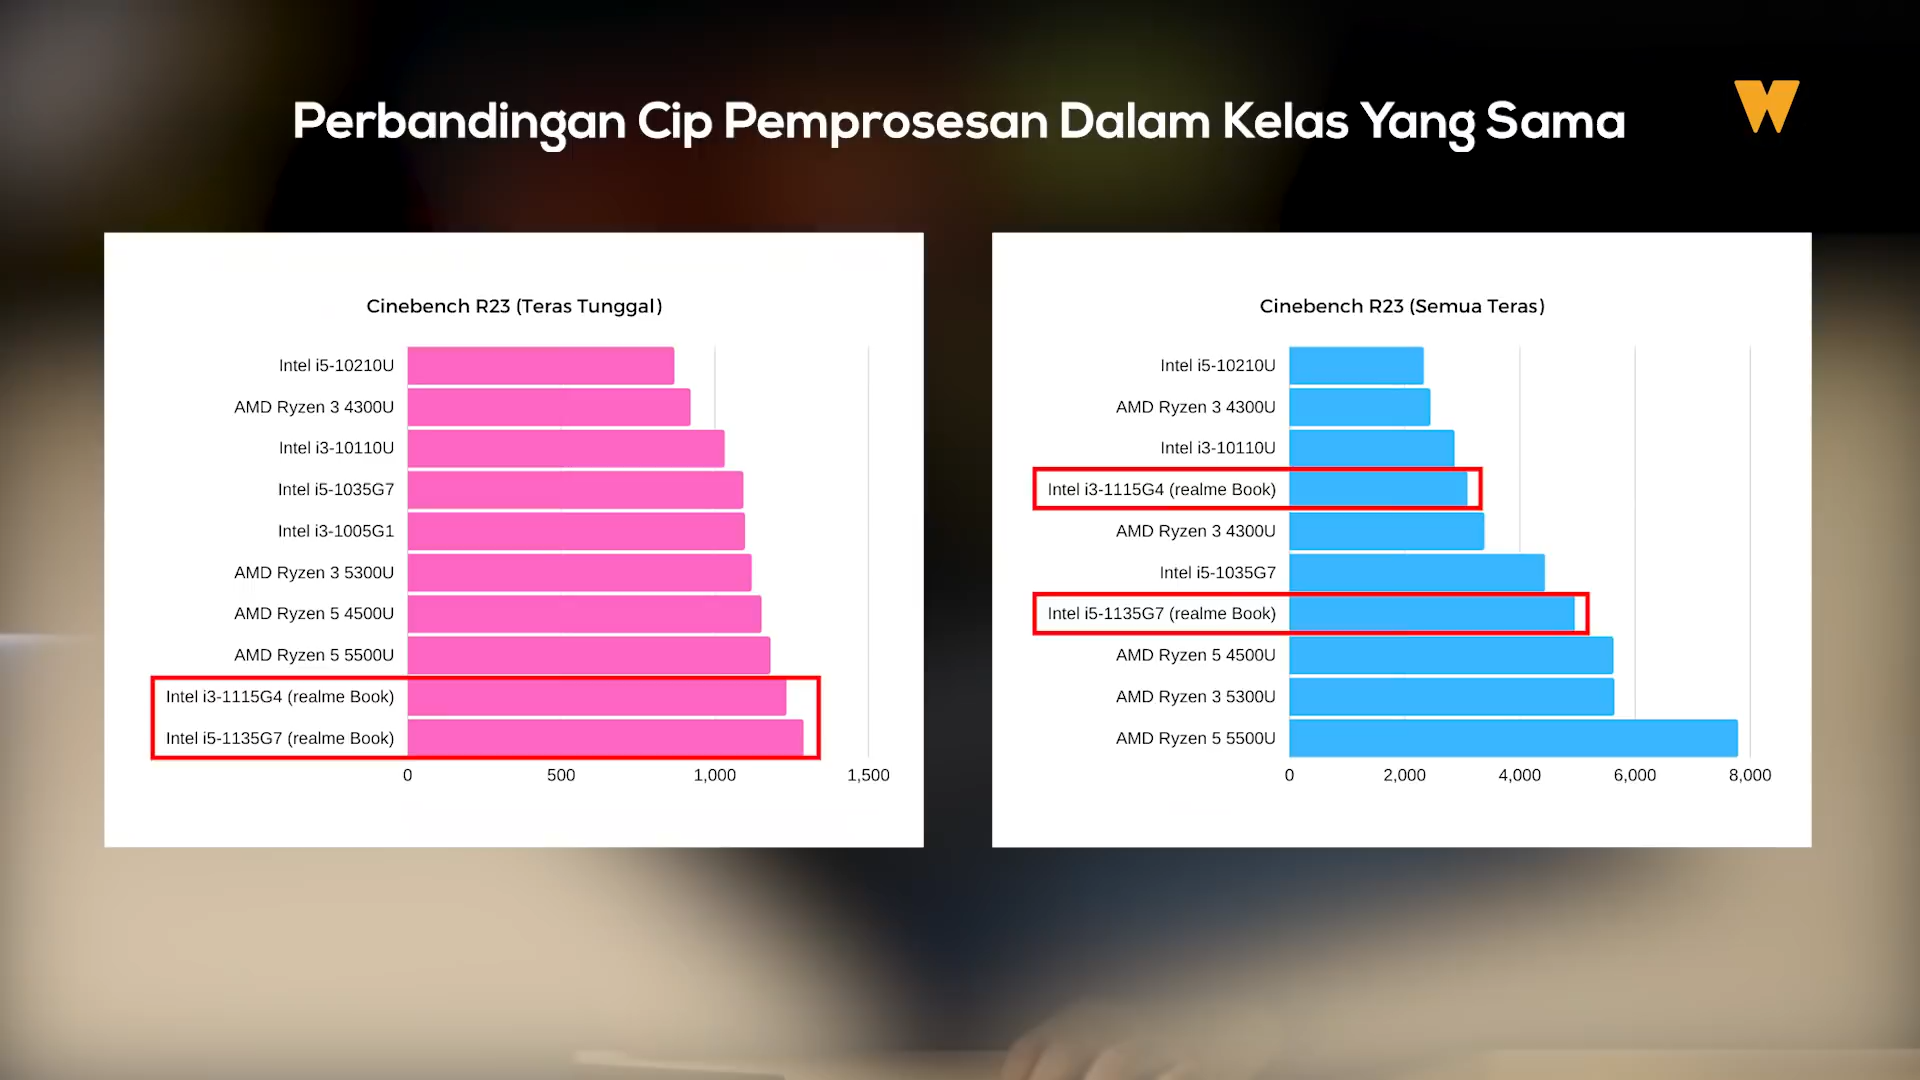 Perbandingan Cip Pemprosesan Dalam Kelas Yang Sama
W
Cinebench R23 (Teras Tunggal)
Intel i5-10210U
AMD Ryzen 3 4300U
Intel i3-10110U
Intel i5-1035G7
Intel i3-1005G1
AMD Ryzen 3 5300U
AMD Ryzen 5 4500U
AMD Ryzen 5 5500U
Intel i3-1115G4 (realme Book)
Intel i5-1135G7 (realme Book)
0 500 1,000 1,500
Cinebench R23 (Semua Teras)
Intel i5-10210U
AMD Ryzen 3 4300U
Intel i3-10110U
Intel i3-1115G4 (realme Book)
AMD Ryzen 3 4300U
Intel i5-1035G7
Intel i5-1135G7 (realme Book)
AMD Ryzen 5 4500U
AMD Ryzen 3 5300U
AMD Ryzen 5 5500U
0 2,000 4,000 6,000 8,000